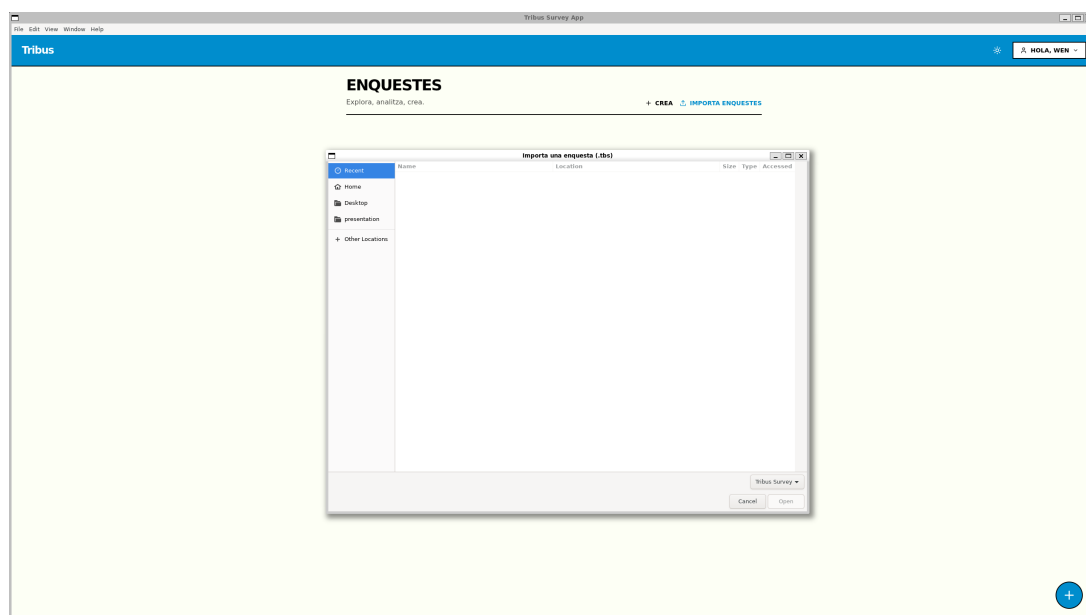 Tribus Survey App
File Edit View Window Help
Tribus
HOLA, WEN
ENQUESTES
Explora, analitza, crea.
+ CREA IMPORTA ENQUESTES
Importa una enquesta (.tbs)
Recent
Name Location Size Type Accessed
Home
Desktop
presentation
+ Other Locations
Tribus Survey
Cancel Open
+